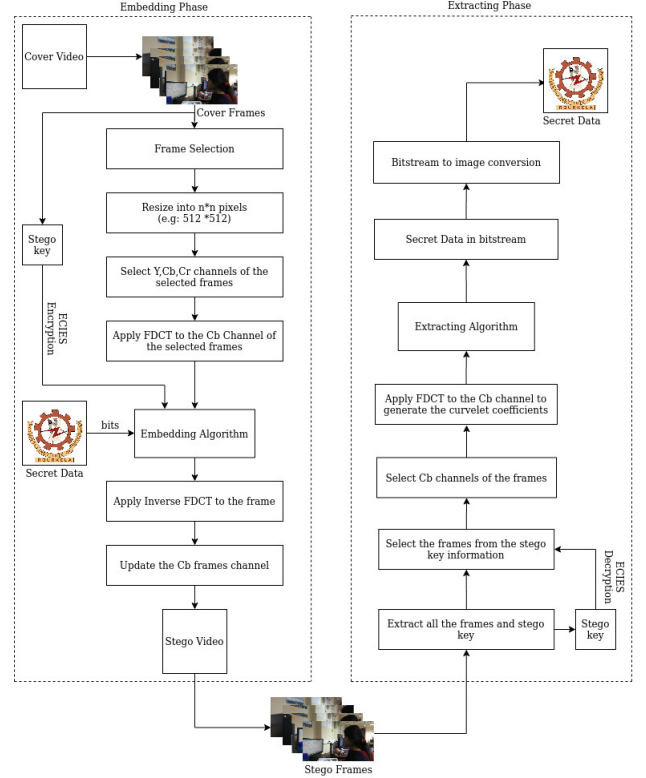 Embedding Phase
Cover Video
Cover Frames
Frame Selection
Resize into n*n pixels
(e.g: 512 *512)
Stego
key
Select Y,Cb,Cr channels of the
selected frames
ECIES
Encryption
Apply FDCT to the Cb Channel of
the selected frames
bits
Embedding Algorithm
ROURKELA
Secret Data
Apply Inverse FDCT to the frame
Update the Cb frames channel
Stego Video
Stego Frames
Extracting Phase
ROURKELA
Secret Data
Bitstream to image conversion
Secret Data in bitstream
Extracting Algorithm
Apply FDCT to the Cb channel to
generate the curvelet coefficients
Select Cb channels of the frames
Select the frames from the stego
key information
ECIES
Decryption
Extract all the frames and stego
key
Stego
key